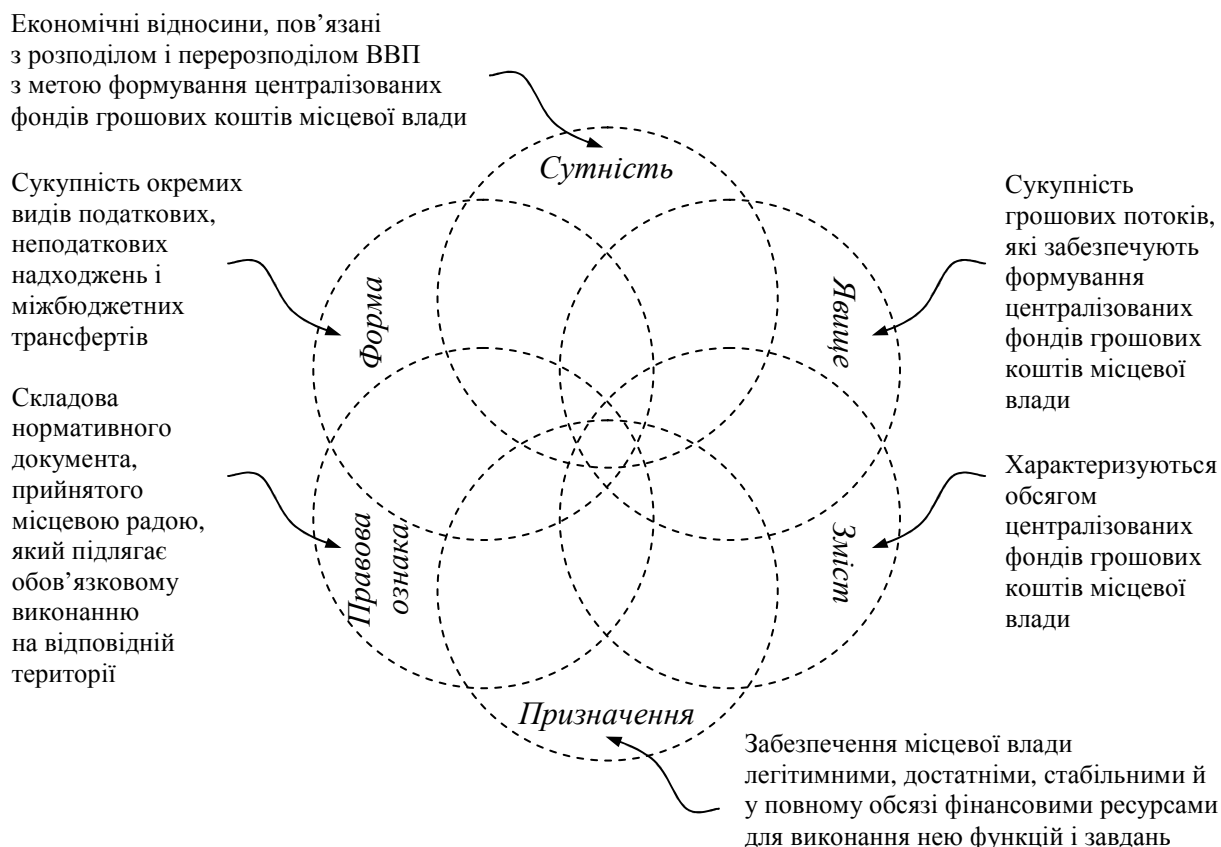 Економічні відносини, пов’язані
з розподілом і перерозподілом ВВП
з метою формування централізованих
фондів грошових коштів місцевої влади
Сутність
Сукупність окремих
видів податкових,
неподаткових
надходжень і
міжбюджетних
трансфертів
Форма
Явище
Сукупність
грошових потоків,
які забезпечують
формування
централізованих
фондів грошових
коштів місцевої
влади
Складова
нормативного
документа,
прийнятого
місцевою радою,
який підлягає
обов’язковому
виконанню
на відповідній
території
Правова
ознака
Зміст
Характеризуються
обсягом
централізованих
фондів грошових
коштів місцевої
влади
Призначення
Забезпечення місцевої влади
легітимними, достатніми, стабільними й
у повному обсязі фінансовими ресурсами
для виконання нею функцій і завдань